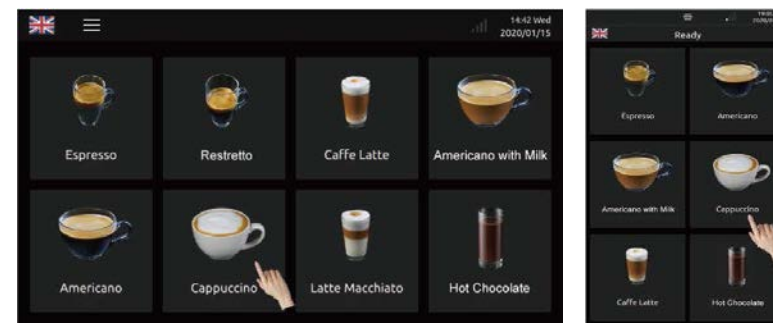 14:42 Wed
2020/01/15
Espresso
Restretto
Caffe Latte
Americano with Milk
Americano
Cappuccino
Latte Macchiato
Hot Chocolate
Ready
Espresso
Americano
Americano with Milk
Cappuccino
Caffe Latte
Hot Chocolate